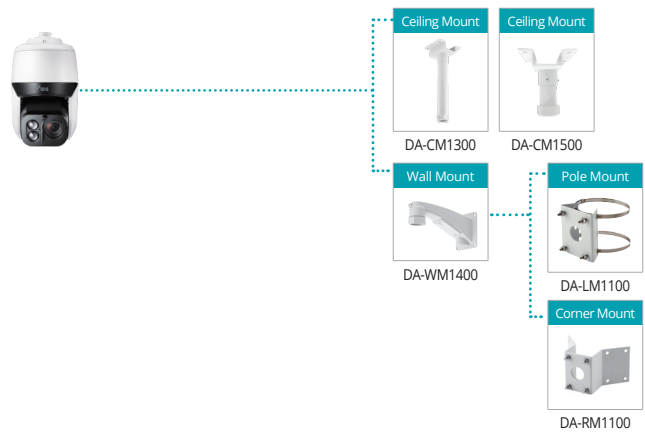 Ceiling Mount
Ceiling Mount
DA-CM1300
DA-CM1500
Wall Mount
Pole Mount
DA-WM1400
DA-LM1100
Corner Mount
DA-RM1100